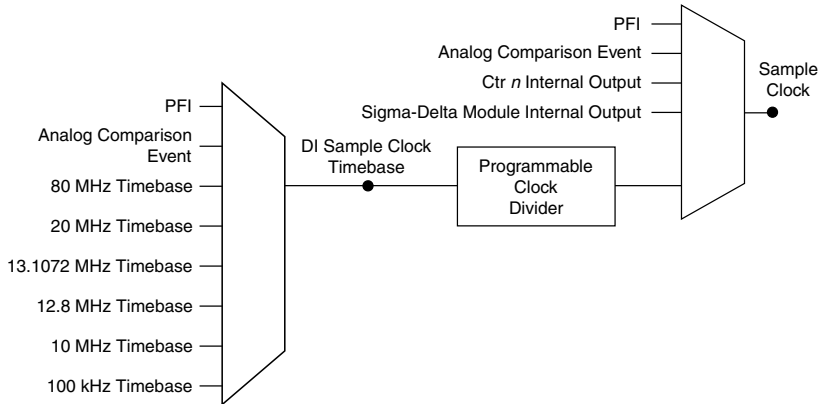 PFI
Analog Comparison Event
Ctr n Internal Output
Sigma-Delta Module Internal Output
Sample
Clock
PFI
Analog Comparison
Event
80 MHz Timebase
20 MHz Timebase
13.1072 MHz Timebase
12.8 MHz Timebase
10 MHz Timebase
100 kHz Timebase
DI Sample Clock
Timebase
Programmable
Clock
Divider